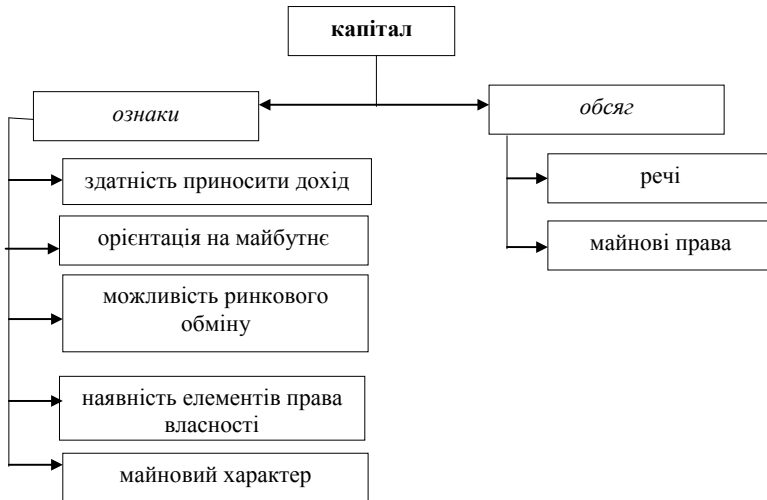 капітал
ознаки
обсяг
здатність приносити дохід
орієнтація на майбутнє
можливість ринкового
обміну
наявність елементів права
власності
майновий характер
речі
майнові права